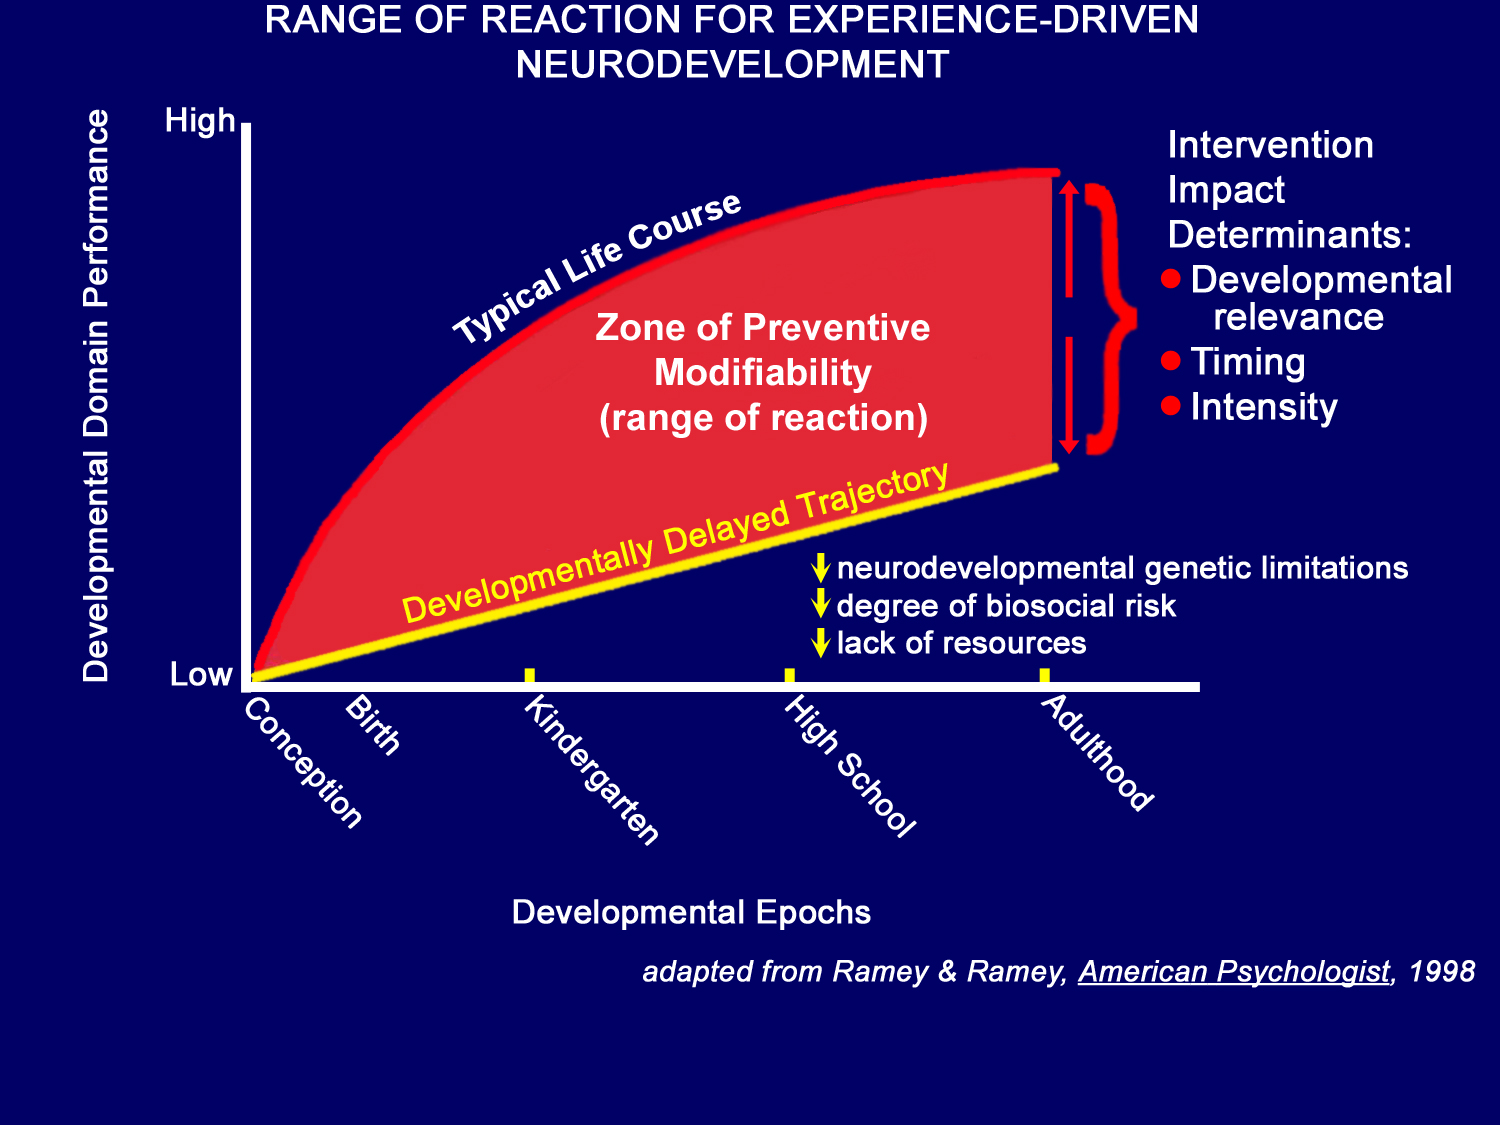 RANGE OF REACTION FOR EXPERIENCE-DRIVEN
NEURODEVELOPMENT
Developmental Domain Performance
High
Low
Typical Life Course
Zone of Preventive
Modifiability
(range of reaction)
Developmentally Delayed Trajectory
Intervention
Impact
Determinants:
● Developmental
relevance
● Timing
● Intensity
↓ neurodevelopmental genetic limitations
↓ degree of biosocial risk
↓ lack of resources
Conception
Birth
Kindergarten
High School
Adulthood
Developmental Epochs
adapted from Ramey & Ramey, American Psychologist, 1998